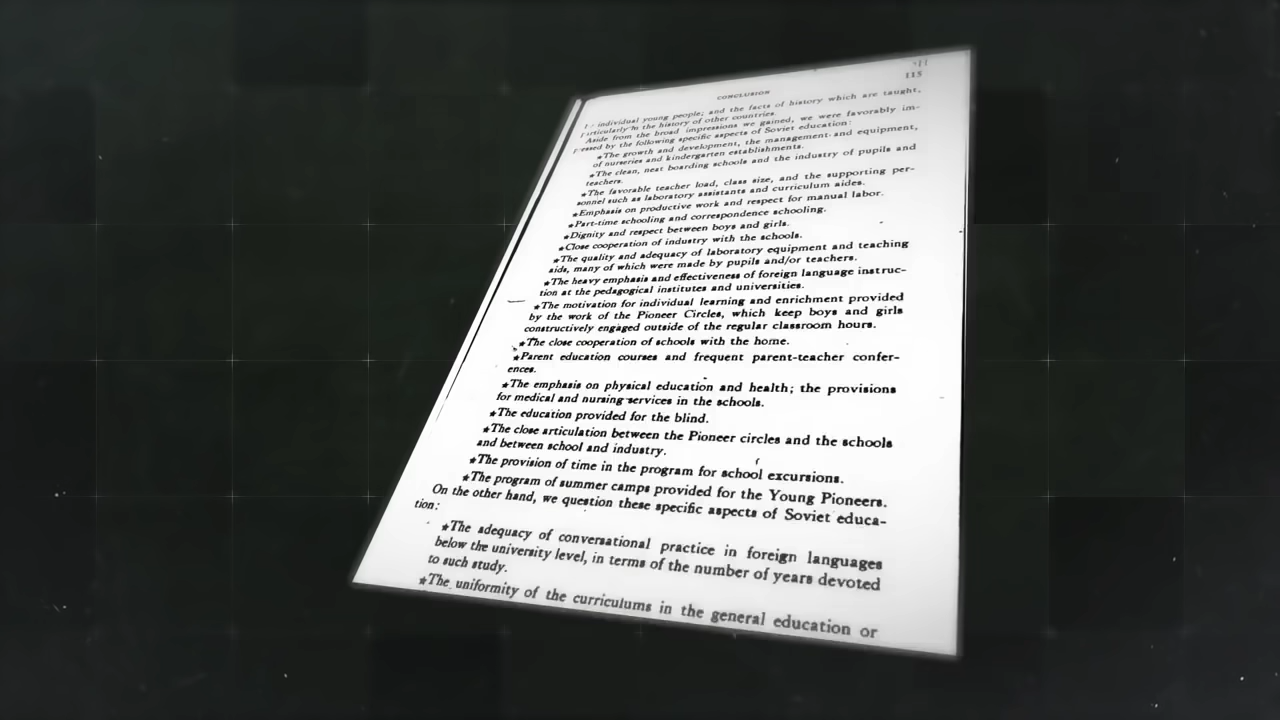 115
CONCLUSION
individual young people; and the facts of history which are taught,
in the history of other countries.
Aside from the broad impressions we gained, we were favorably im-
by the following specific aspects of Soviet education:
★The growth and development, the management and equipment,
of nurseries and kindergarten establishments.
★The clean, neat boarding schools and the industry of pupils and
teachers.
★The favorable teacher load, class size, and the supporting per-
sonnel such as laboratory assistants and curriculum aides.
★Emphasis on productive work and respect for manual labor.
★Part-time schooling and correspondence schooling.
★Dignity and respect between boys and girls.
★Close cooperation of industry with the schools.
★The quality and adequacy of laboratory equipment and teaching
aids, many of which were made by pupils and/or teachers.
★The heavy emphasis and effectiveness of foreign language instruc-
tion at the pedagogical institutes and universities.
★The motivation for individual learning and enrichment provided
by the work of the Pioneer Circles, which keep boys and girls
constructively engaged outside of the regular classroom hours.
★The close cooperation of schools with the home.
★Parent education courses and frequent parent-teacher confer-
ences.
★The emphasis on physical education and health; the provisions
for medical and nursing services in the schools.
★The education provided for the blind.
★The close articulation between the Pioneer circles and the schools
and between school and industry.
★The provision of time in the program for school excursions.
★The program of summer camps provided for the Young Pioneers.
On the other hand, we question these specific aspects of Soviet educa-
tion:
★The adequacy of conversational practice in foreign languages
below the university level, in terms of the number of years devoted
to such study.
★The uniformity of the curriculums in the general education or